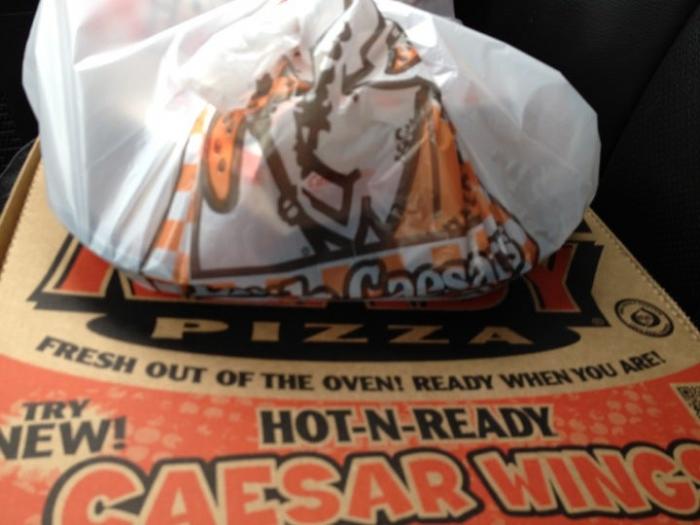 Caesars
PIZZA
FRESH OUT OF THE OVEN! READY WHEN YOU ARE!
TRY
NEW!
HOT-N-READY
CAESAR WINGS